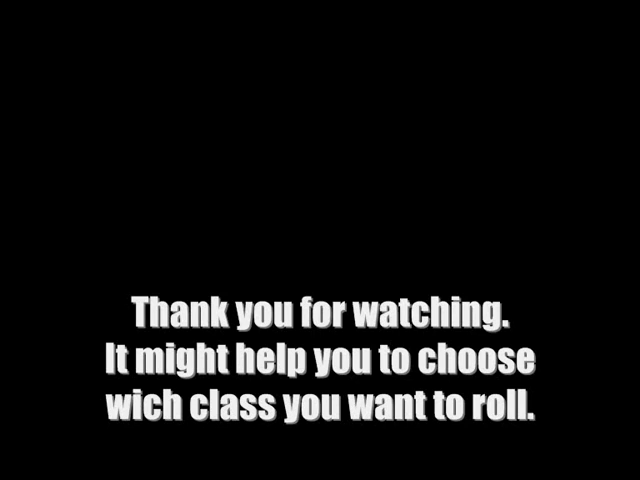 Thank you for watching.
It might help you to choose
wich class you want to roll.